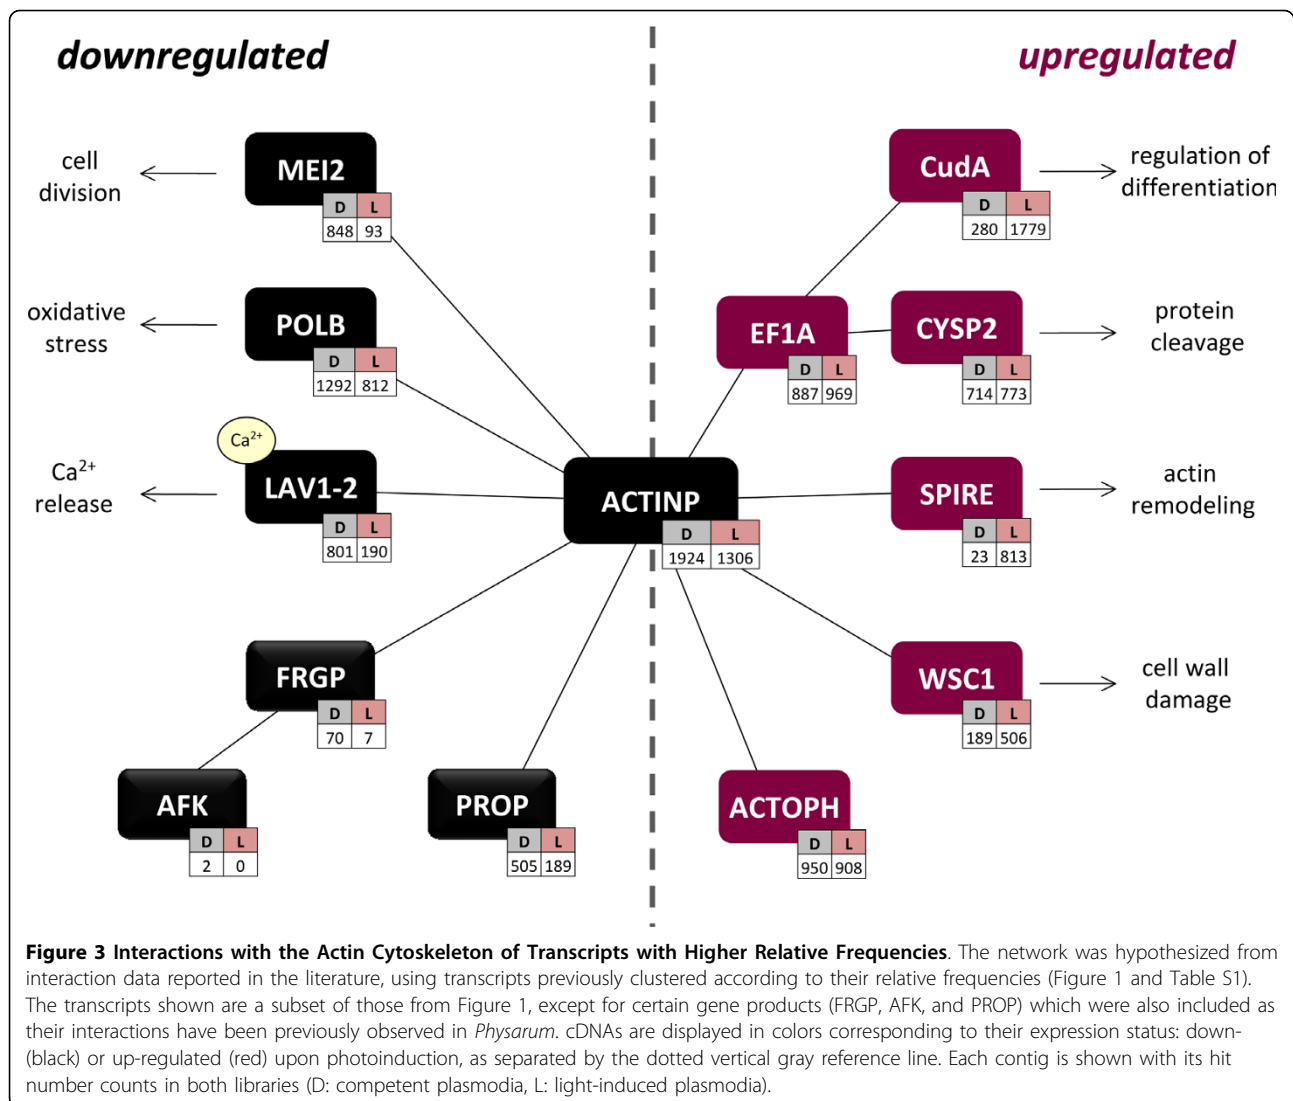 downregulated
upregulated
cell
division
MEI2
D L
848 93
CudA
D L
280 1779
regulation of
differentiation
oxidative
stress
POLB
D L
1292 812
EF1A
D L
887 969
CYSP2
D L
714 773
protein
cleavage
Ca²⁺
Ca²⁺
release
LAV1-2
D L
801 190
ACTINP
D L
1924 1306
SPIRE
D L
23 813
actin
remodeling
FRGP
D L
70 7
WSC1
D L
189 506
cell wall
damage
AFK
D L
2 0
PROP
D L
505 189
ACTOPH
D L
950 908
Figure 3 Interactions with the Actin Cytoskeleton of Transcripts with Higher Relative Frequencies. The network was hypothesized from
interaction data reported in the literature, using transcripts previously clustered according to their relative frequencies (Figure 1 and Table S1).
The transcripts shown are a subset of those from Figure 1, except for certain gene products (FRGP, AFK, and PROP) which were also included as
their interactions have been previously observed in Physarum. cDNAs are displayed in colors corresponding to their expression status: down-
(black) or up-regulated (red) upon photoinduction, as separated by the dotted vertical gray reference line. Each contig is shown with its hit
number counts in both libraries (D: competent plasmodia, L: light-induced plasmodia).